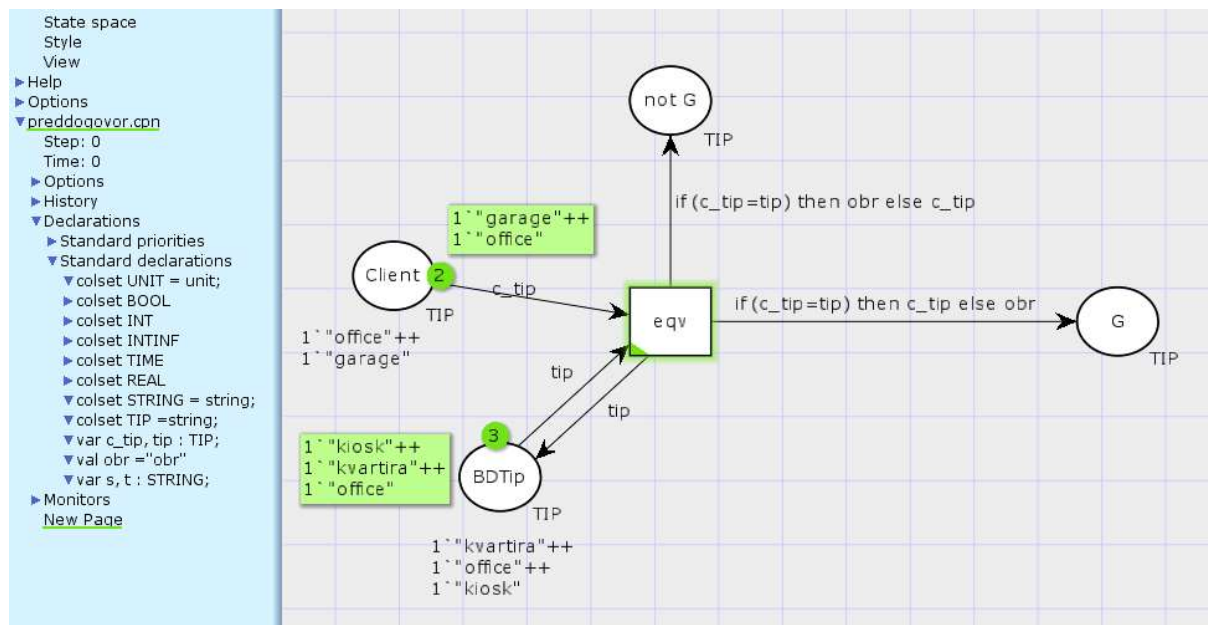 State space
Style
View
Help
Options
preddogovor.cpn
Step: 0
Time: 0
Options
History
Declarations
Standard priorities
Standard declarations
colset UNIT = unit;
colset BOOL
colset INT
colset INTINF
colset TIME
colset REAL
colset STRING = string;
colset TIP =string;
var c_tip, tip : TIP;
val obr ="obr"
var s, t : STRING;
Monitors
New Page
not G
TIP
if (c_tip=tip) then obr else c_tip
1`"garage"++
1`"office"
Client
2
c_tip
TIP
1`"office"++
1`"garage"
eqv
if (c_tip=tip) then c_tip else obr
G
TIP
tip
tip
3
1`"kiosk"++
1`"kvartira"++
1`"office"
BDTip
TIP
1`"kvartira"++
1`"office"++
1`"kiosk"